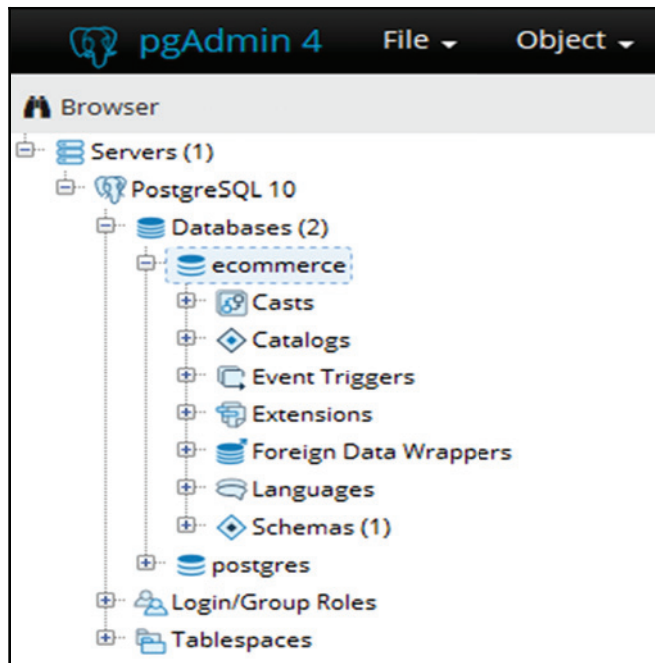 pgAdmin 4 File Object
Browser
Servers (1)
PostgreSQL 10
Databases (2)
ecommerce
Casts
Catalogs
Event Triggers
Extensions
Foreign Data Wrappers
Languages
Schemas (1)
postgres
Login/Group Roles
Tablespaces